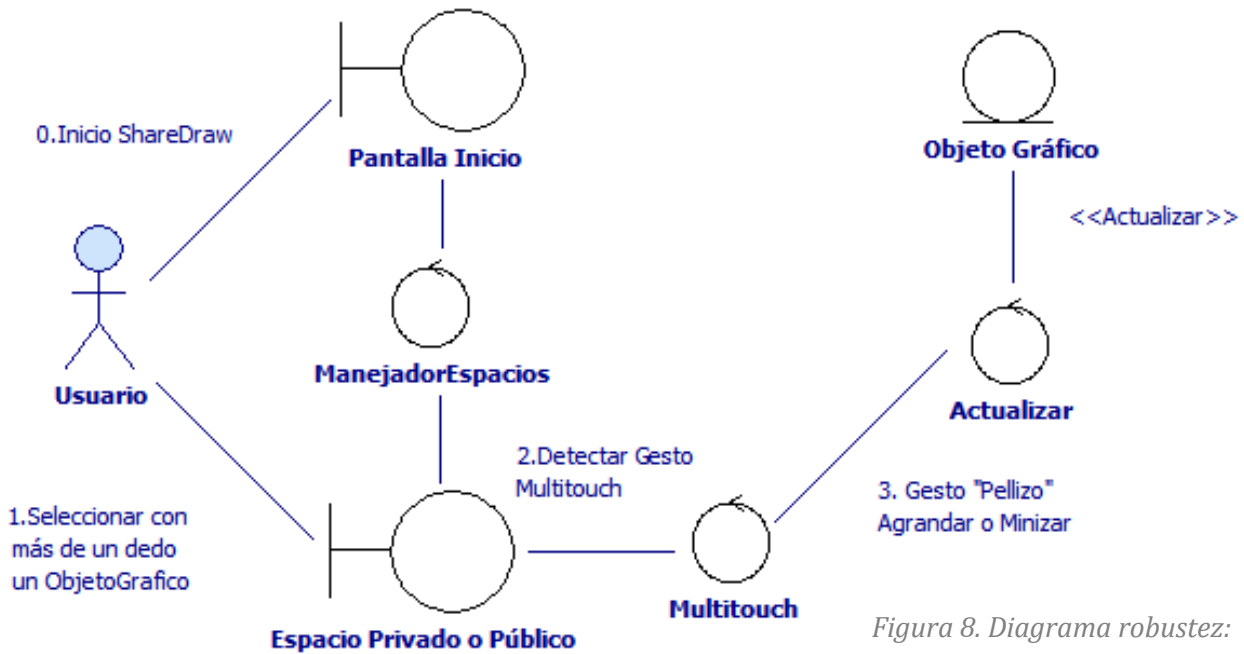 0.Inicio ShareDraw
Pantalla Inicio
Objeto Gráfico
<<Actualizar>>
Usuario
ManejadorEspacios
Actualizar
1.Seleccionar con
más de un dedo
un ObjetoGrafico
2.Detectar Gesto
Multitouch
3. Gesto "Pellizo"
Agrandar o Minizar
Multitouch
Espacio Privado o Público
Figura 8. Diagrama robustez: